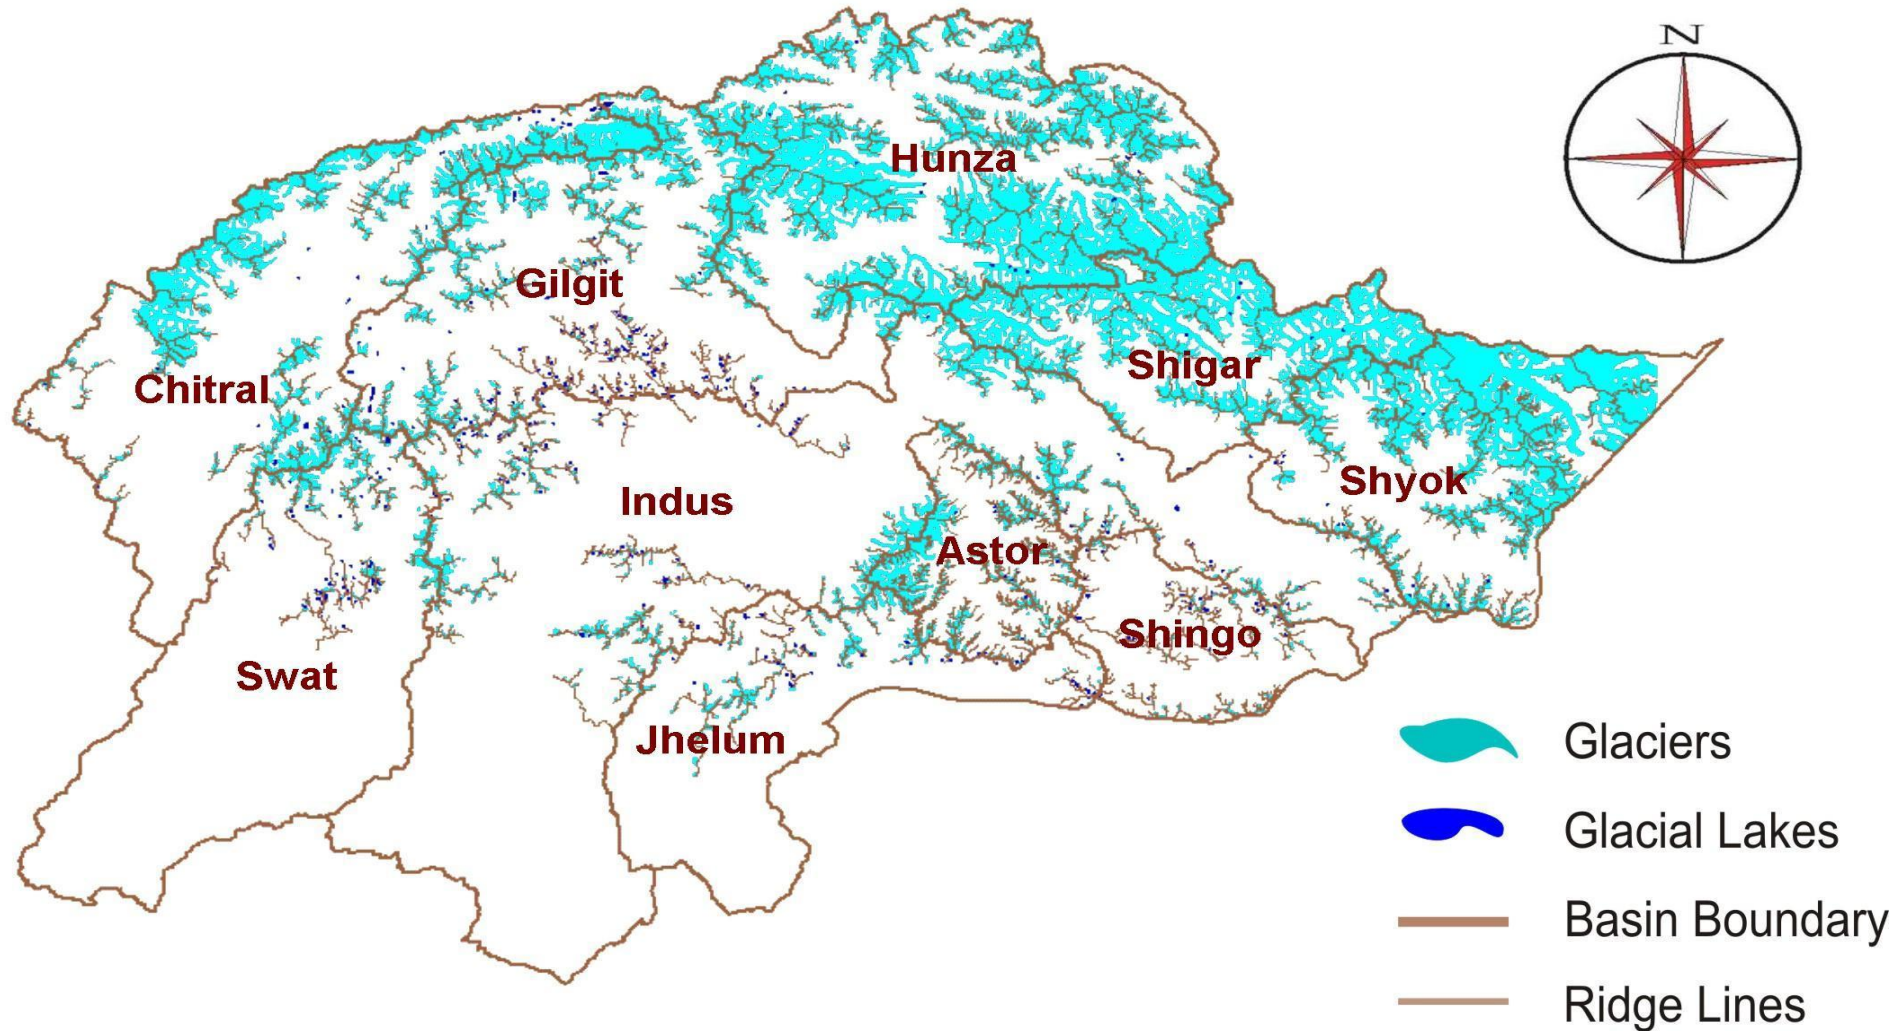 N
Hunza
Gilgit
Chitral
Shigar
Shyok
Indus
Astor
Shingo
Swat
Jhelum
Glaciers
Glacial Lakes
Basin Boundary
Ridge Lines